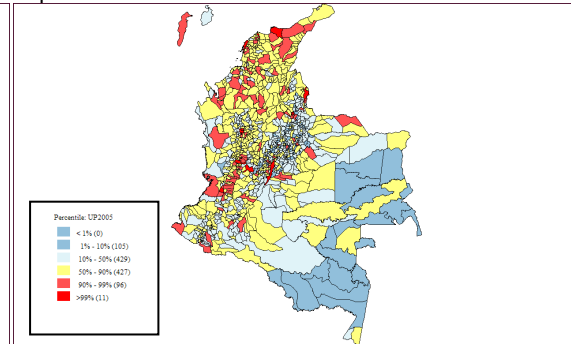 Percentile: UP2005
< 1% (0)
1% - 10% (105)
10% - 50% (429)
50% - 90% (427)
90% - 99% (96)
>99% (11)